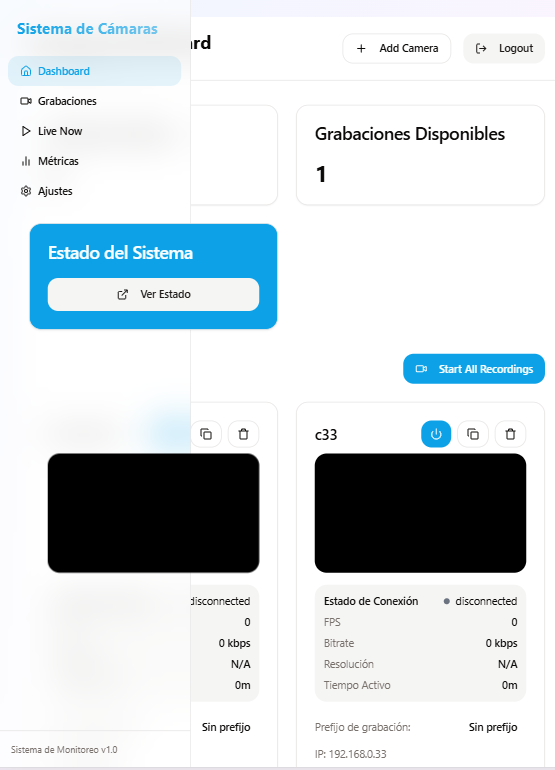 Sistema de Cámaras
rd
Add Camera
Logout
Dashboard
Grabaciones
Live Now
Métricas
Ajustes
Grabaciones Disponibles
1
Estado del Sistema
Ver Estado
Start All Recordings
c33
disconnected
0
0 kbps
N/A
0m
Sin prefijo
Estado de Conexión disconnected
FPS 0
Bitrate 0 kbps
Resolución N/A
Tiempo Activo 0m
Prefijo de grabación: Sin prefijo
IP: 192.168.0.33
Sistema de Monitoreo v1.0